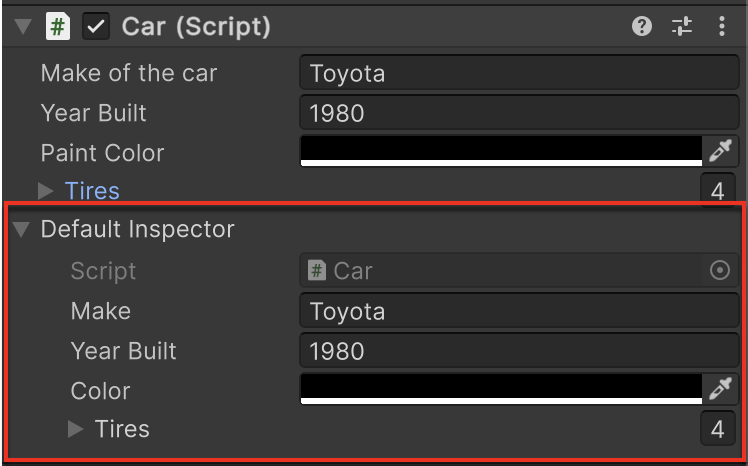 # Car (Script)
Make of the car Toyota
Year Built 1980
Paint Color
Tires 4
Default Inspector
Script # Car
Make Toyota
Year Built 1980
Color
Tires 4